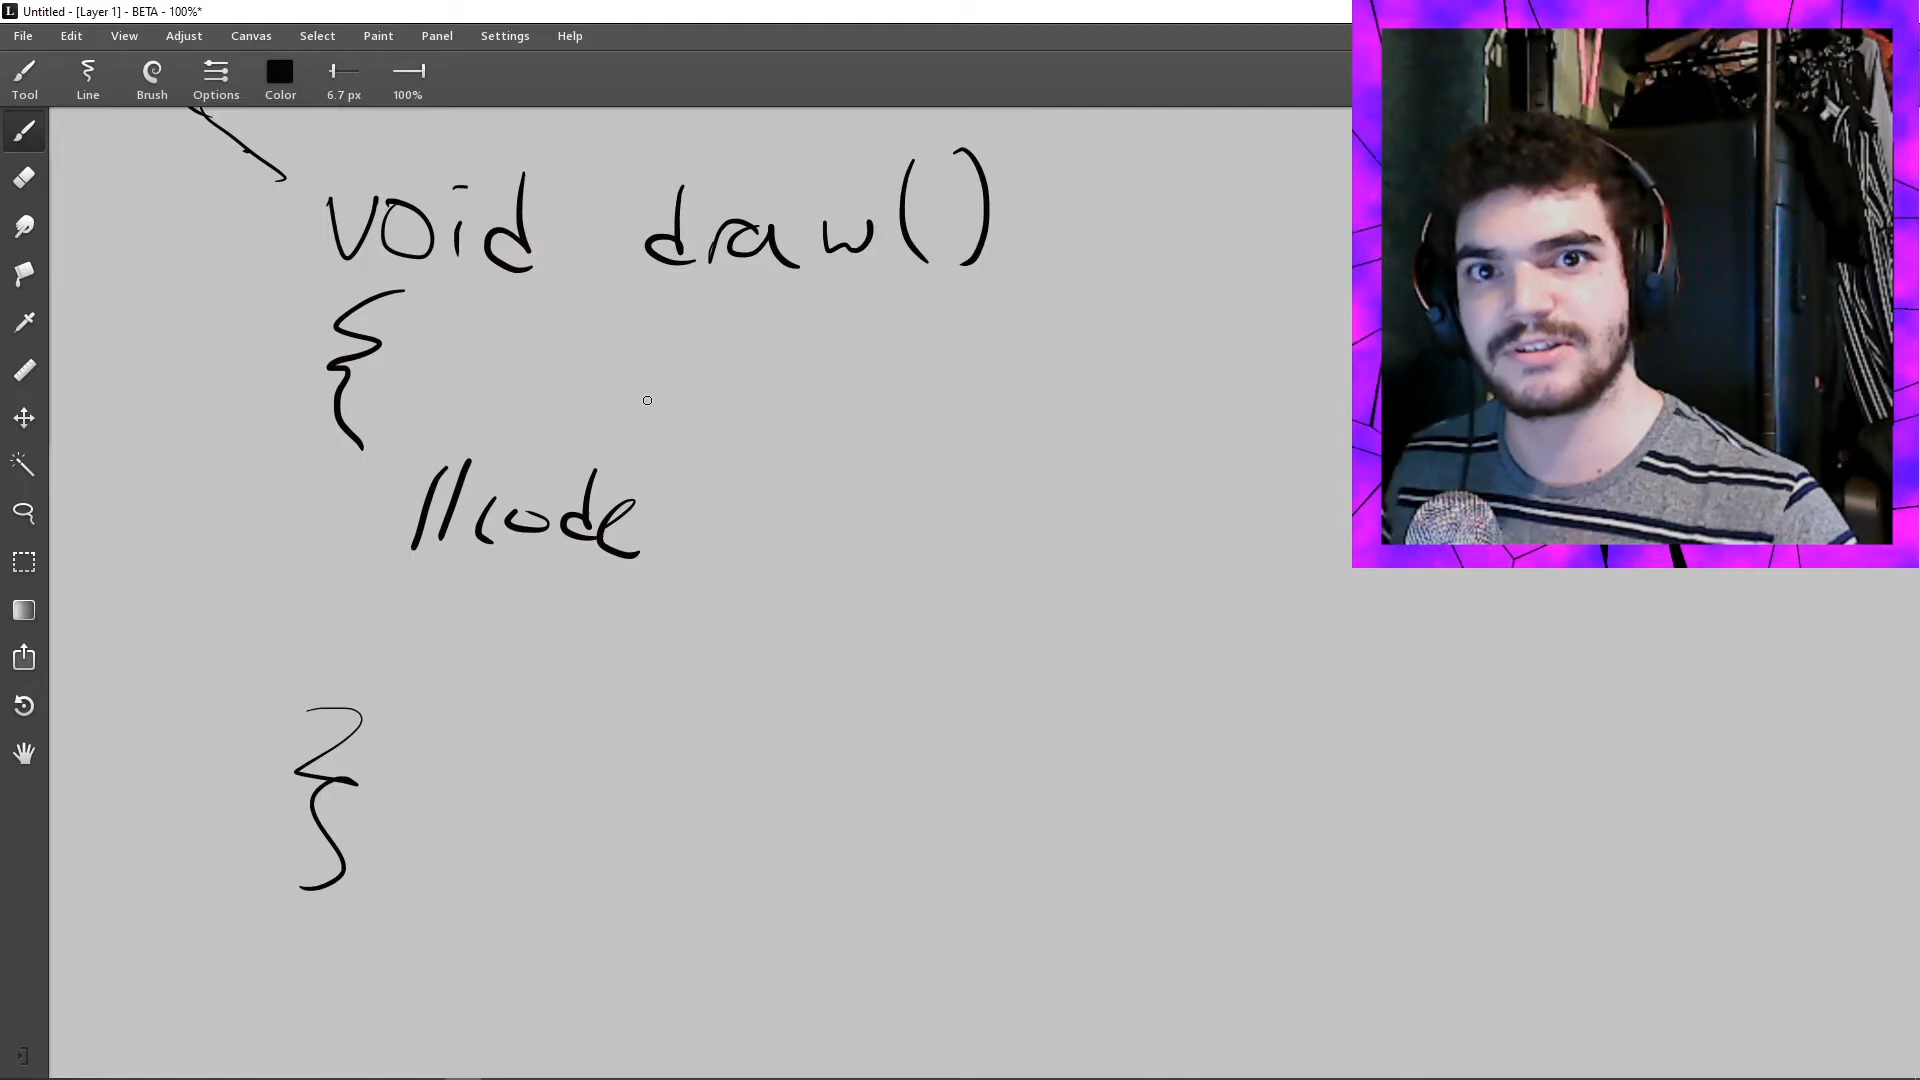 L Untitled - [Layer 1] - BETA - 100%*
File Edit View Adjust Canvas Select Paint Panel Settings Help
Tool Line Brush Options Color 6.7 px 100%
void draw()
{
//code
}